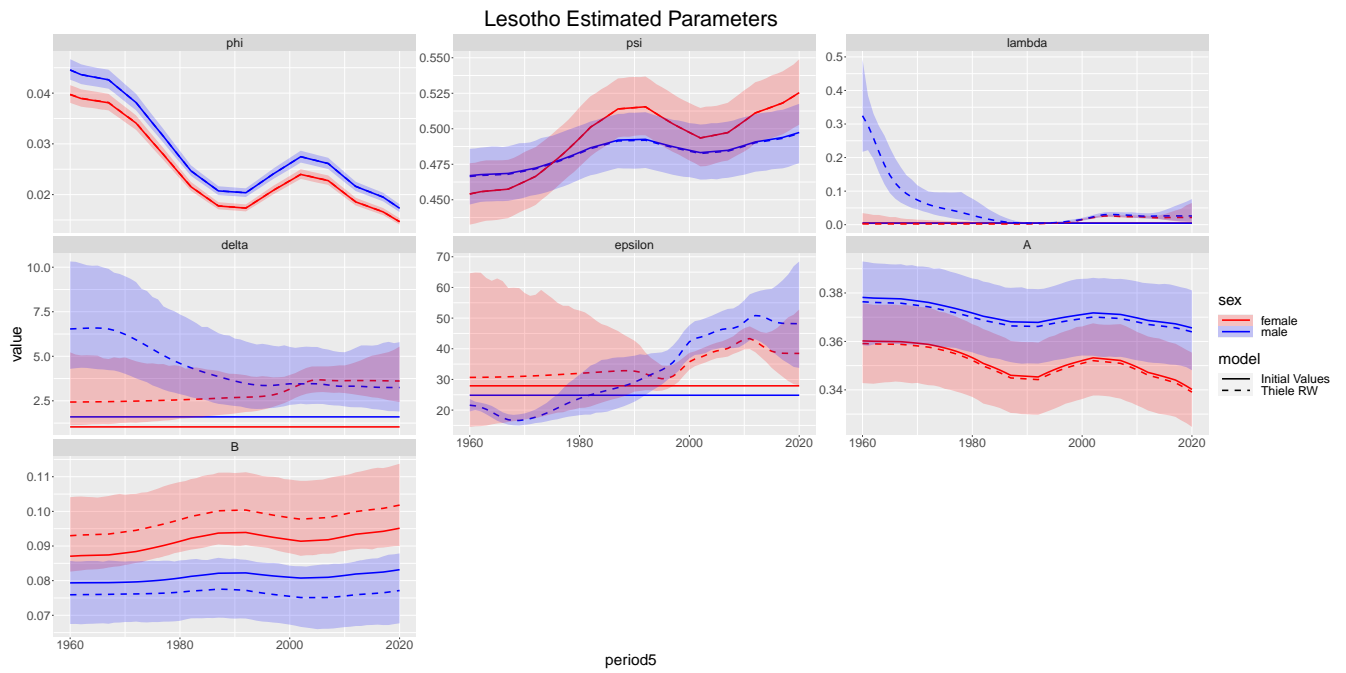 Lesotho Estimated Parameters
phi
psi
lambda
0.04
0.03
0.02
0.550
0.525
0.500
0.475
0.450
0.5
0.4
0.3
0.2
0.1
0.0
delta
epsilon
A
10.0
7.5
5.0
2.5
70
60
50
40
30
20
0.38
0.36
0.34
1960
1980
2000
2020
1960
1980
2000
2020
B
0.11
0.10
0.09
0.08
0.07
1960
1980
2000
2020
value
period5
sex
female
male
model
Initial Values
Thiele RW